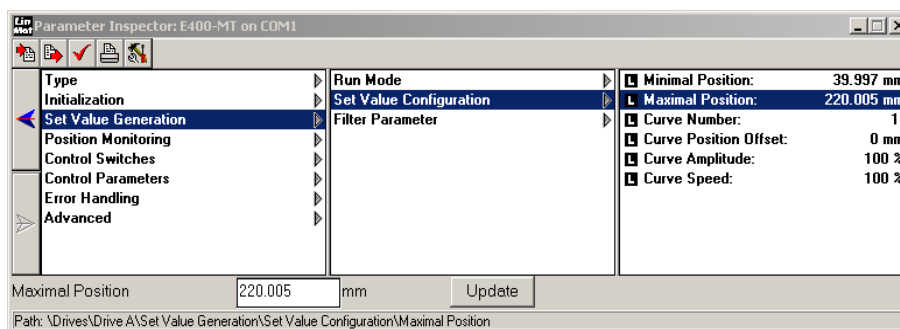 Lin Mot Parameter Inspector: E400-MT on COM1
Type
Initialization
Set Value Generation
Position Monitoring
Control Switches
Control Parameters
Error Handling
Advanced
Run Mode
Set Value Configuration
Filter Parameter
L Minimal Position: 39.997 mm
L Maximal Position: 220.005 mm
L Curve Number: 1
L Curve Position Offset: 0 mm
L Curve Amplitude: 100 %
L Curve Speed: 100 %
Maximal Position 220.005 mm Update
Path: \Drives\Drive A\Set Value Generation\Set Value Configuration\Maximal Position